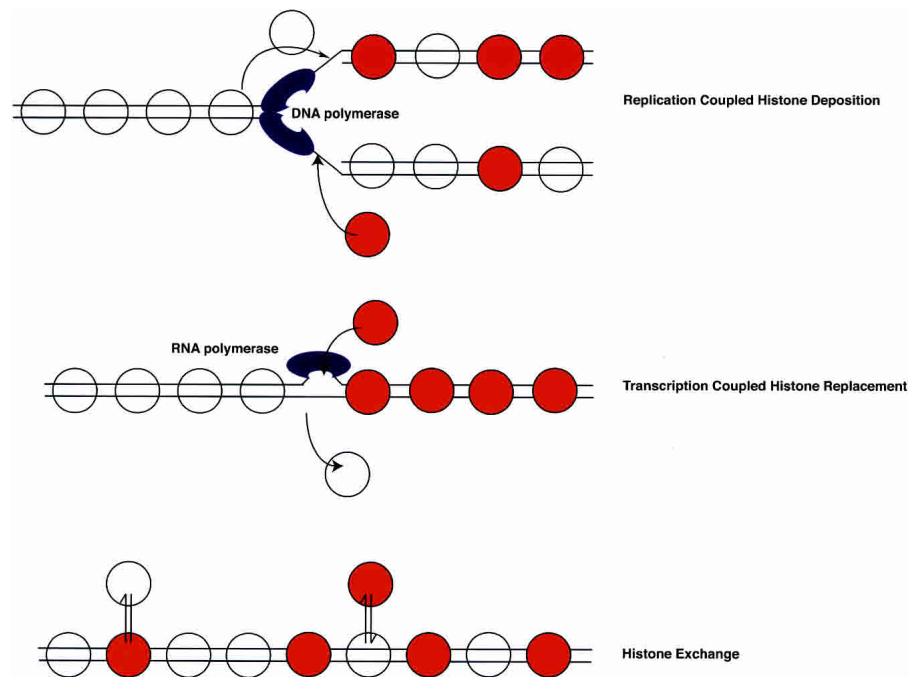 Replication Coupled Histone Deposition
DNA polymerase
RNA polymerase
Transcription Coupled Histone Replacement
Histone Exchange